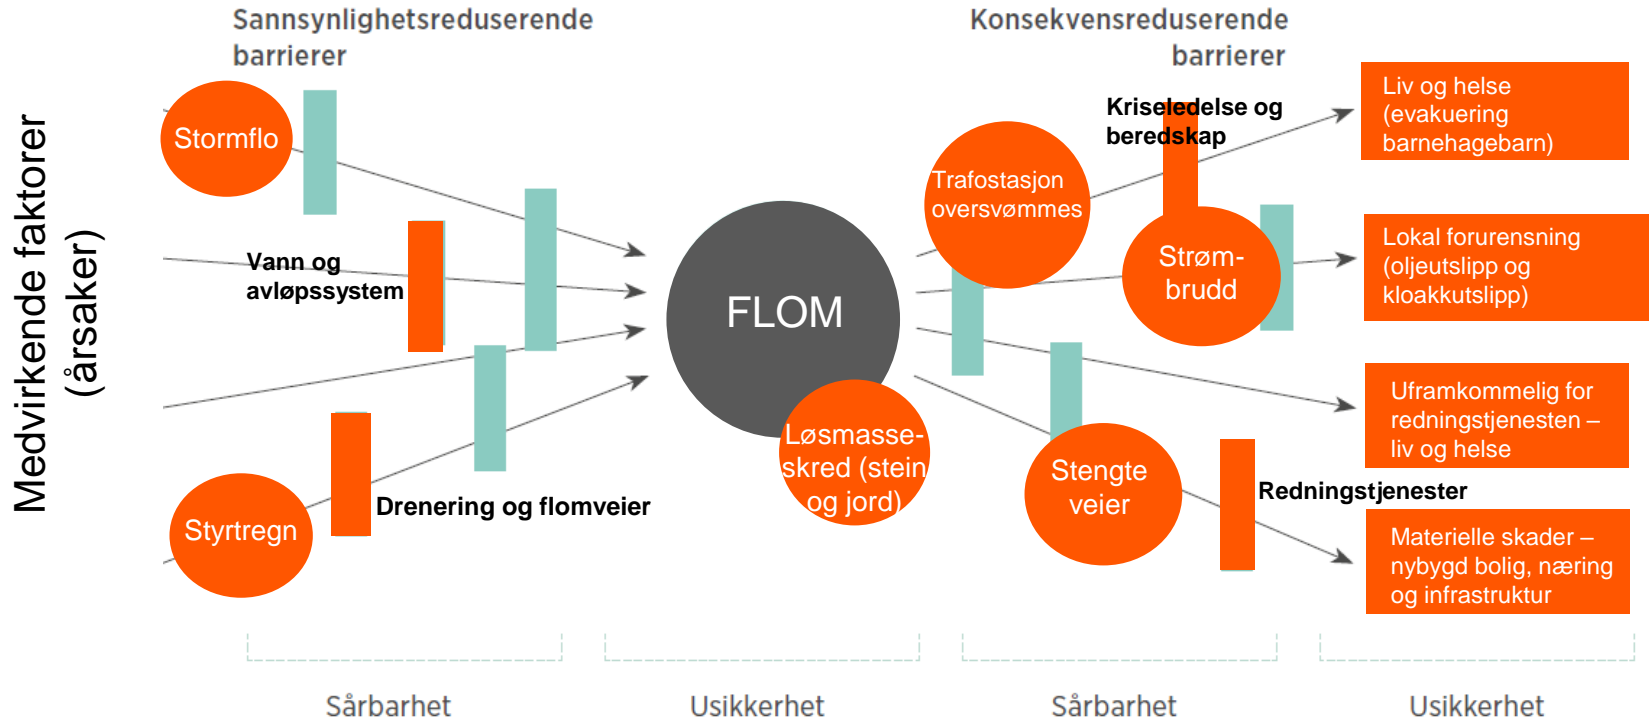 Sannsynlighetsreduserende
barrierer
Konsekvensreduserende
barrierer
Medvirkende faktorer
(årsaker)
Stormflo
Vann og
avløpssystem
Styrtregn
Drenering og flomveier
FLOM
Løsmasse-
skred (stein
og jord)
Trafostasjon
oversvømmes
Kriseledelse og
beredskap
Strøm-
brudd
Stengte
veier
Redningstjenester
Liv og helse
(evakuering
barnehagebarn)
Lokal forurensning
(oljeutslipp og
kloakkutslipp)
Uframkommelig for
redningstjenesten –
liv og helse
Materielle skader –
nybygd bolig, næring
og infrastruktur
Sårbarhet
Usikkerhet
Sårbarhet
Usikkerhet